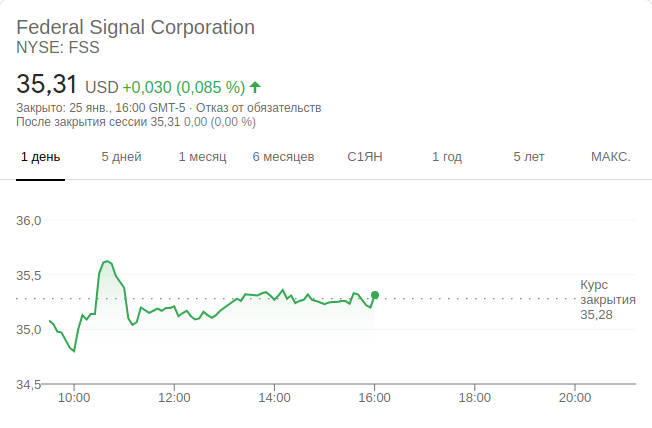 Federal Signal Corporation
NYSE: FSS
35,31 USD +0,030 (0,085 %)
Закрыто: 25 янв., 16:00 GMT-5 · Отказ от обязательств
После закрытия сессии 35,31 0,00 (0,00 %)
1 день 5 дней 1 месяц 6 месяцев С1ЯН 1 год 5 лет МАКС.
36,0
35,5
Курс
закрытия
35,28
35,0
34,5
10:00 12:00 14:00 16:00 18:00 20:00